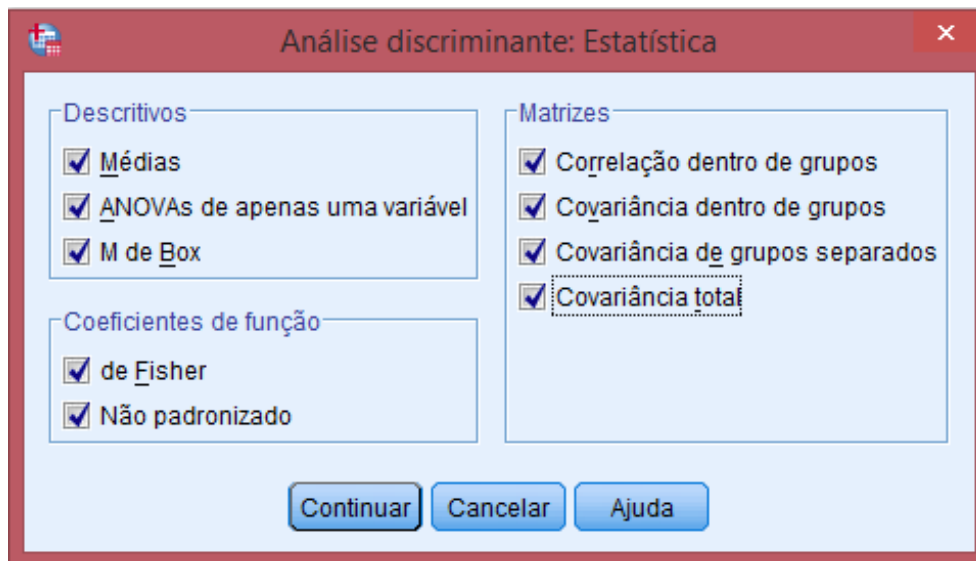 Análise discriminante: Estatística
Descritivos
Médias
ANOVAs de apenas uma variável
M de Box
Coeficientes de função
de Fisher
Não padronizado
Matrizes
Correlação dentro de grupos
Covariância dentro de grupos
Covariância de grupos separados
Covariância total
Continuar
Cancelar
Ajuda